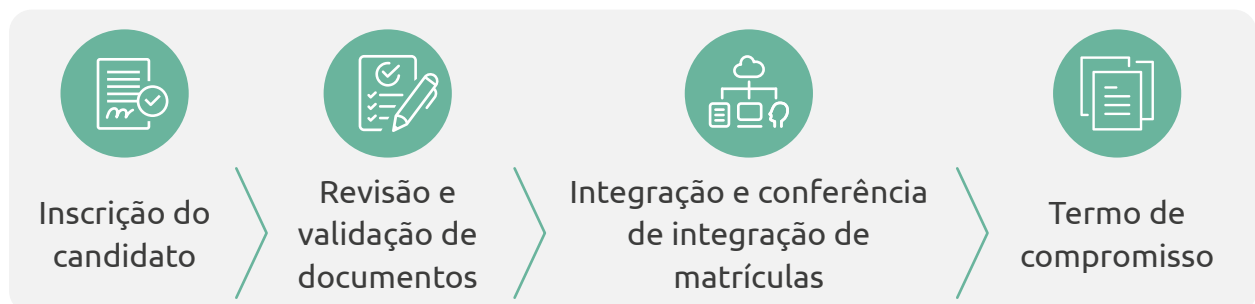 Inscrição do
candidato
Revisão e
validação de
documentos
Integração e conferência
de integração de
matrículas
Termo de
compromisso